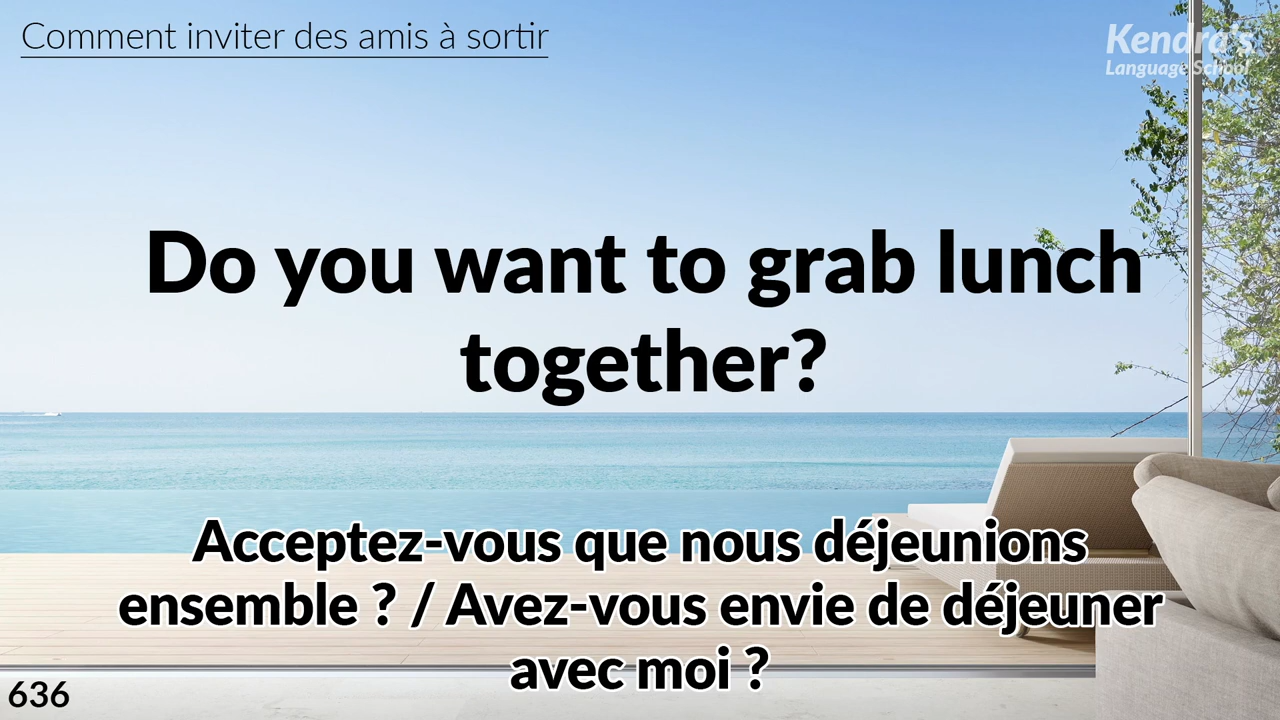 Comment inviter des amis à sortir
Kendra's
Language School
Do you want to grab lunch
together?
Acceptez-vous que nous déjeunions
ensemble ? / Avez-vous envie de déjeuner
avec moi ?
636